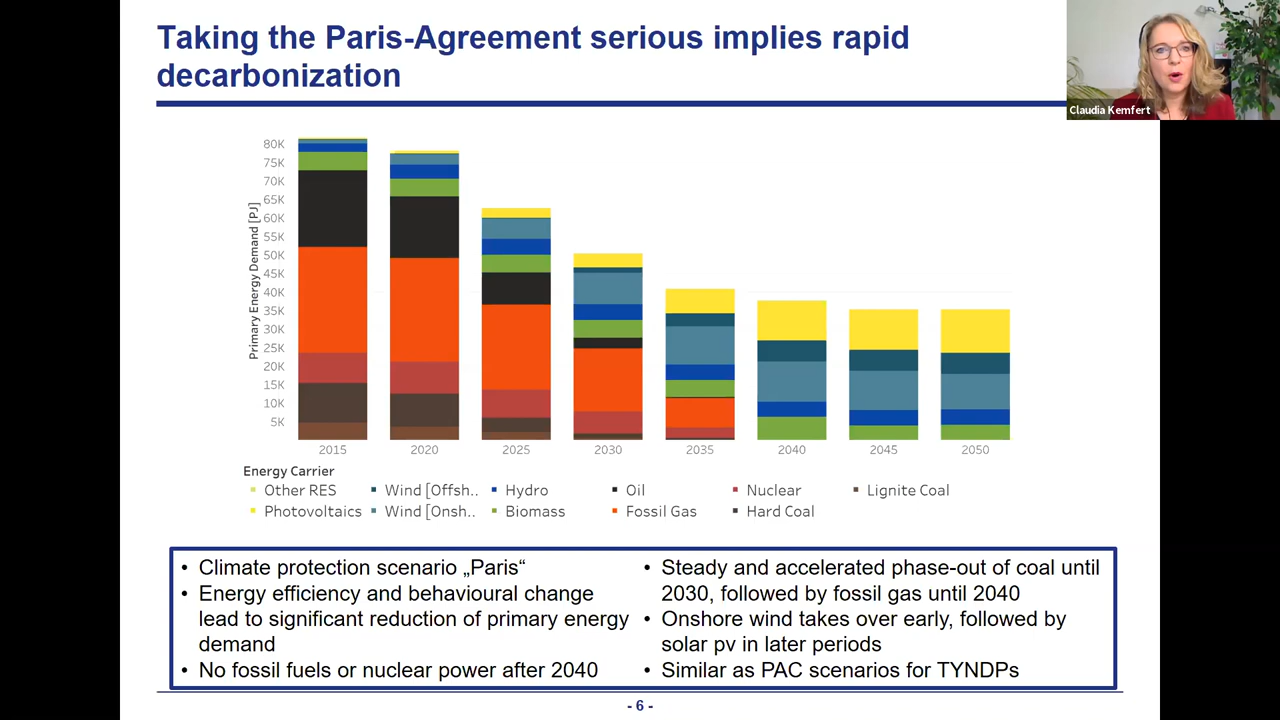 Taking the Paris-Agreement serious implies rapid
decarbonization
Claudia Kemfert
Primary Energy Demand [PJ]
80K
75K
70K
65K
60K
55K
50K
45K
40K
35K
30K
25K
20K
15K
10K
5K
2015 2020 2025 2030 2035 2040 2045 2050
Energy Carrier
Other RES Wind [Offsh.. Hydro Oil Nuclear Lignite Coal
Photovoltaics Wind [Onsh.. Biomass Fossil Gas Hard Coal
• Climate protection scenario „Paris“
• Energy efficiency and behavioural change
lead to significant reduction of primary energy
demand
• No fossil fuels or nuclear power after 2040
• Steady and accelerated phase-out of coal until
2030, followed by fossil gas until 2040
• Onshore wind takes over early, followed by
solar pv in later periods
• Similar as PAC scenarios for TYNDPs
- 6 -